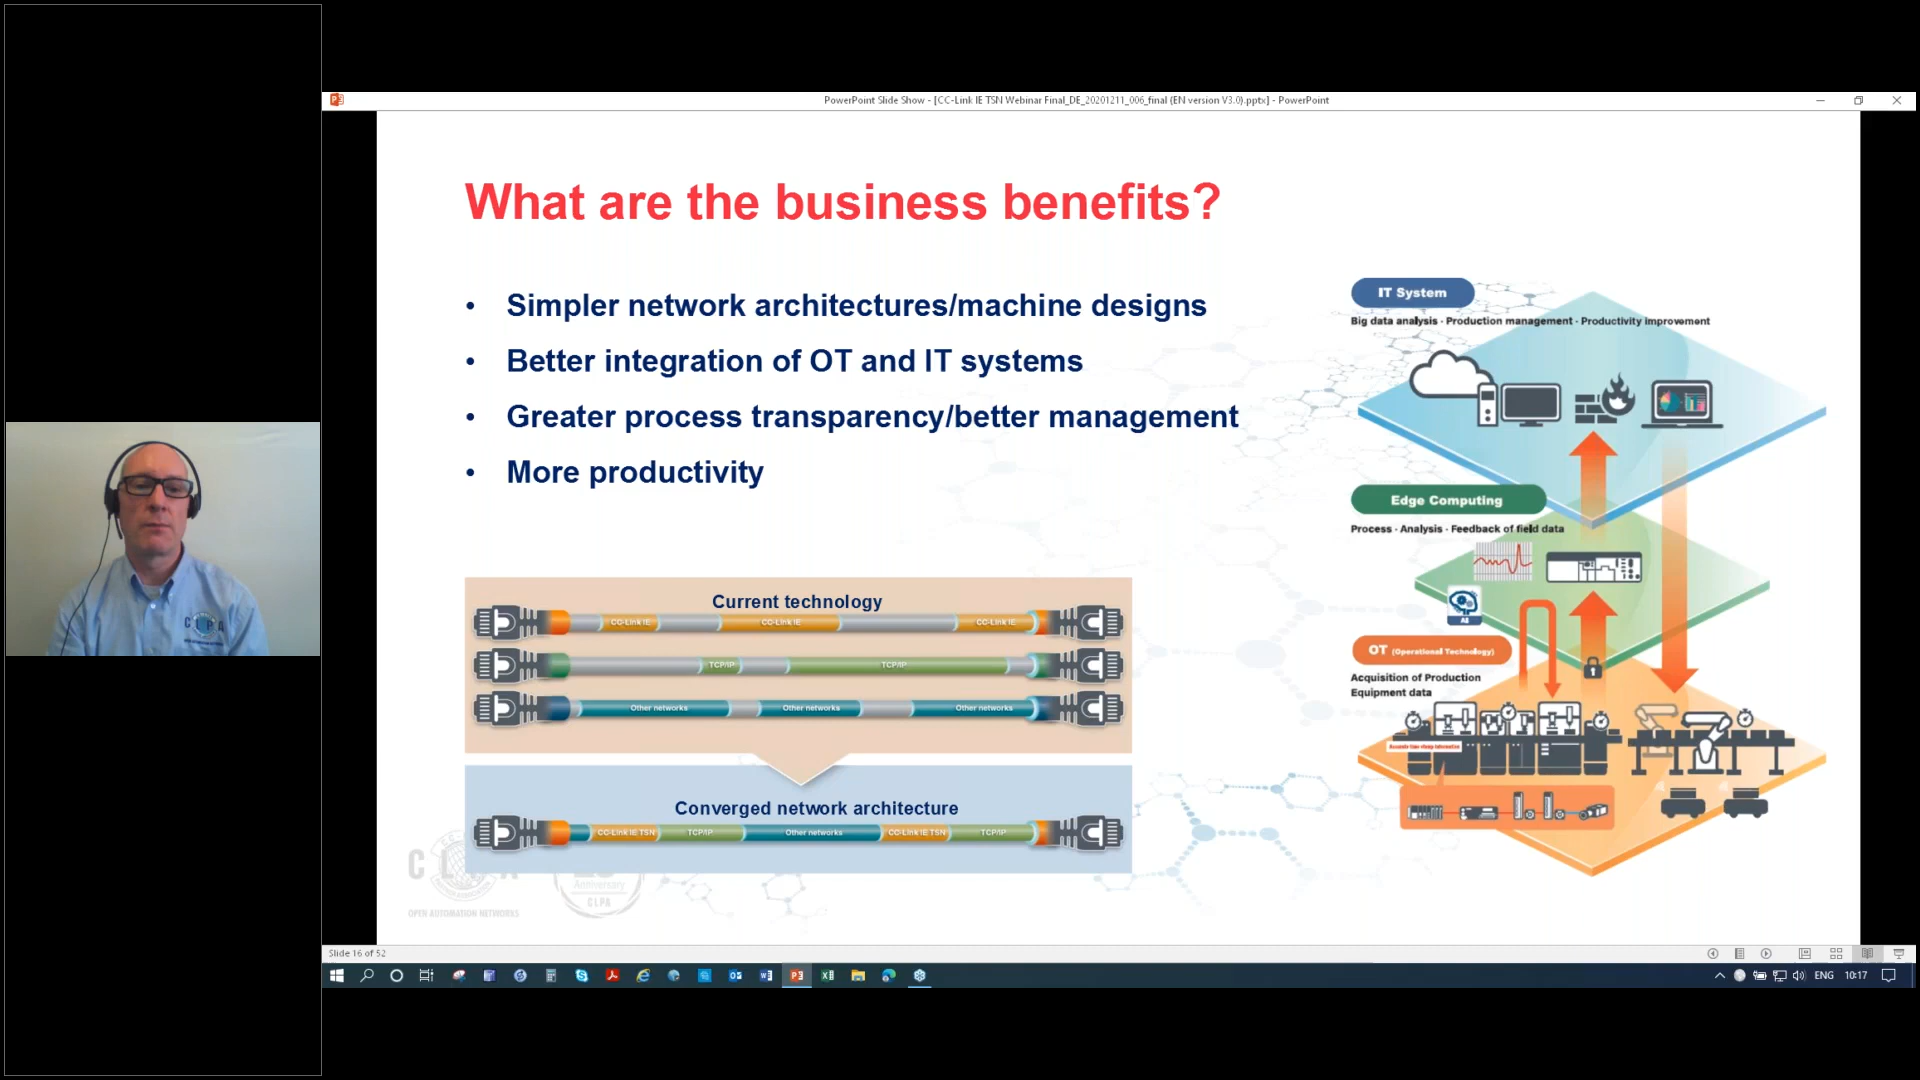 PowerPoint Slide Show - [CC-Link IE TSN Webinar Final_DE_20201211_006_final (EN version V3.0).pptx] - PowerPoint
What are the business benefits?
• Simpler network architectures/machine designs
• Better integration of OT and IT systems
• Greater process transparency/better management
• More productivity
IT System
Big data analysis · Production management · Productivity improvement
Edge Computing
Process · Analysis · Feedback of field data
OT (Operational Technology)
Acquisition of Production
Equipment data
Current technology
CC-Link IE CC-Link IE CC-Link IE
TCP/IP TCP/IP
Other networks Other networks Other networks
Converged network architecture
CC-Link IE TSN TCP/IP Other networks CC-Link IE TSN TCP/IP
CLPA
OPEN AUTOMATION NETWORKS
Anniversary
CLPA
CLPA
Slide 16 of 52
ENG 10:17